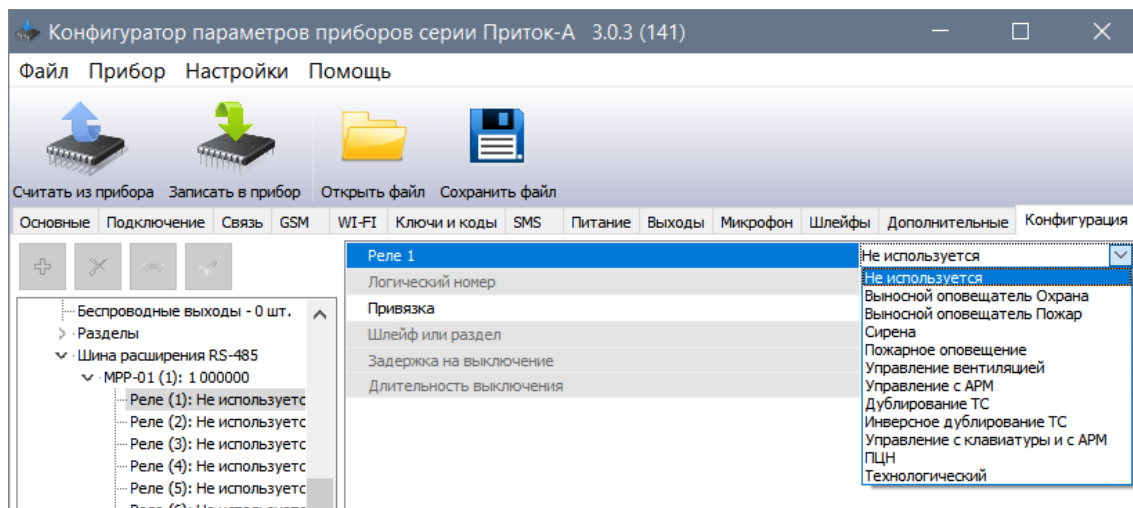 Конфигуратор параметров приборов серии Приток-А 3.0.3 (141)
Файл Прибор Настройки Помощь
Считать из прибора Записать в прибор Открыть файл Сохранить файл
Основные Подключение Связь GSM WI-FI Ключи и коды SMS Питание Выходы Микрофон Шлейфы Дополнительные Конфигурация
Беспроводные выходы - 0 шт.
Разделы
Шина расширения RS-485
МРР-01 (1): 1 000000
Реле (1): Не используетс
Реле (2): Не используетс
Реле (3): Не используетс
Реле (4): Не используетс
Реле (5): Не используетс
Реле 1
Логический номер
Привязка
Шлейф или раздел
Задержка на выключение
Длительность выключения
Не используется
Не используется
Выносной оповещатель Охрана
Выносной оповещатель Пожар
Сирена
Пожарное оповещение
Управление вентиляцией
Управление с АРМ
Дублирование ТС
Инверсное дублирование ТС
Управление с клавиатуры и с АРМ
ПЦН
Технологический